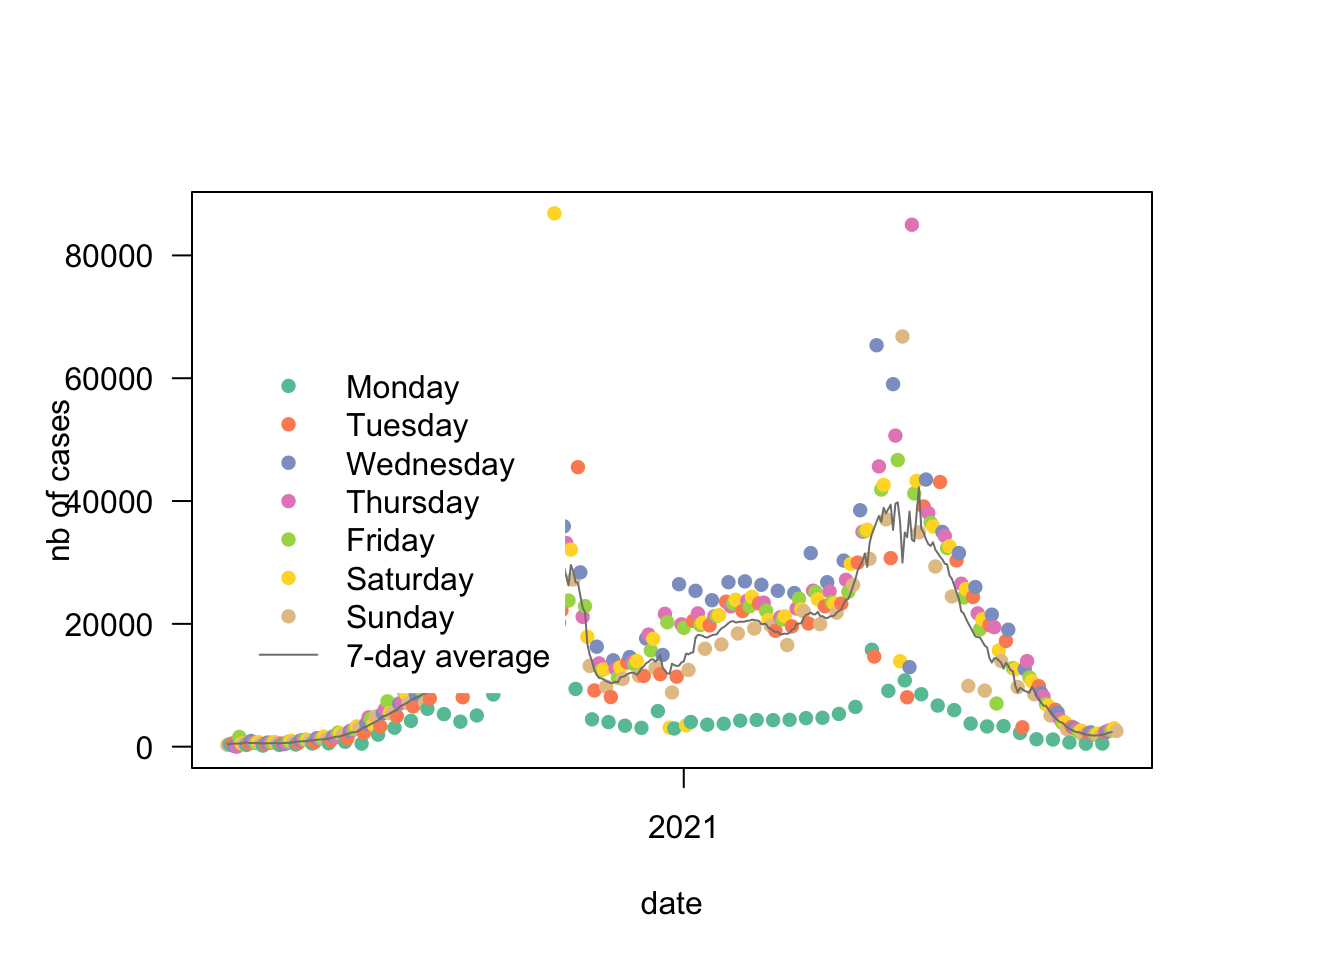 80000
60000
40000
20000
0
nb of cases
Monday
Tuesday
Wednesday
Thursday
Friday
Saturday
Sunday
7-day average
2021
date